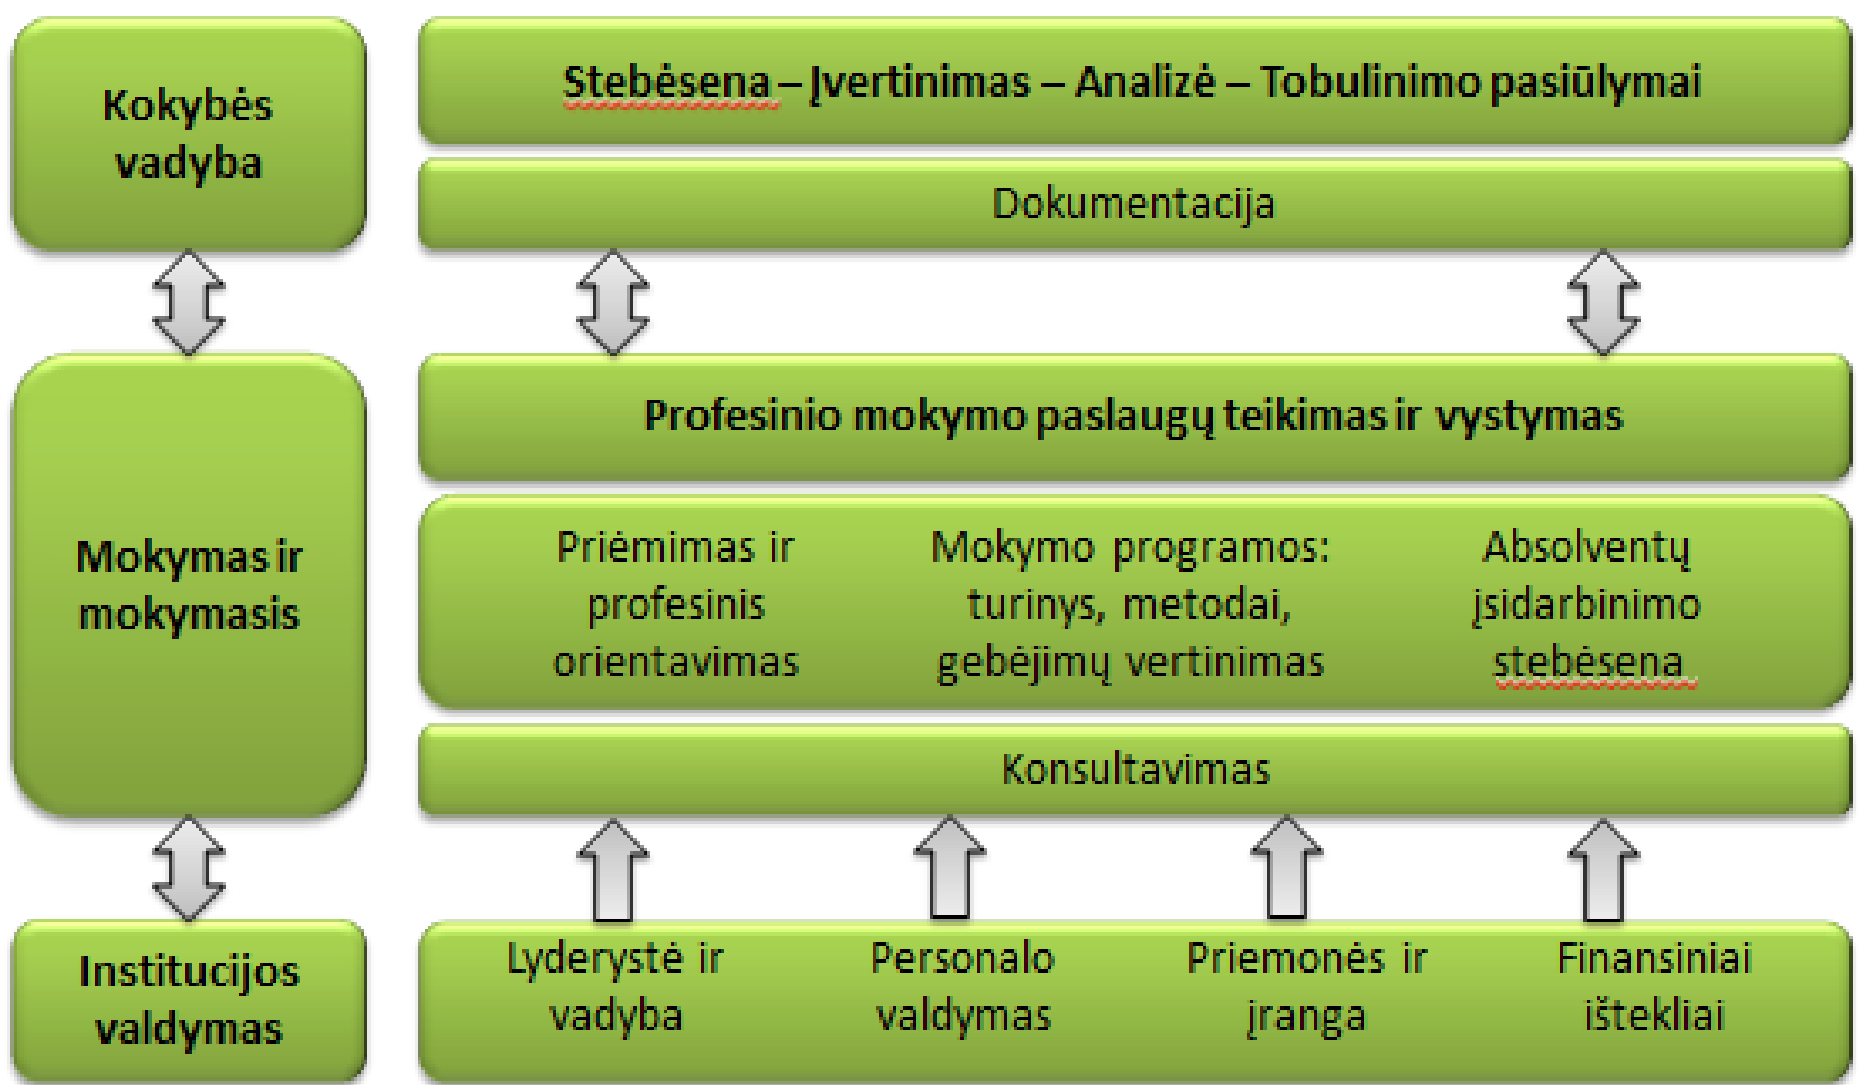 Kokybės
vadyba
Stebėsena – Įvertinimas – Analizė – Tobulinimo pasiūlymai
Dokumentacija
Mokymas ir
mokymasis
Profesinio mokymo paslaugų teikimas ir vystymas
Priėmimas ir
profesinis
orientavimas
Mokymo programos:
turinys, metodai,
gebėjimų vertinimas
Absolventų
įsidarbinimo
stebėsena
Konsultavimas
Institucijos
valdymas
Lyderystė ir
vadyba
Personalo
valdymas
Priemonės ir
įranga
Finansiniai
ištekliai